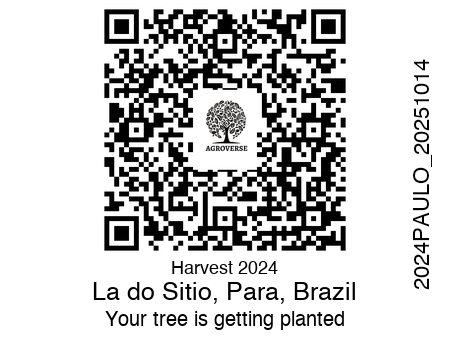 AGROVERSE
Harvest 2024
La do Sitio, Para, Brazil
Your tree is getting planted
2024PAULO_20251014